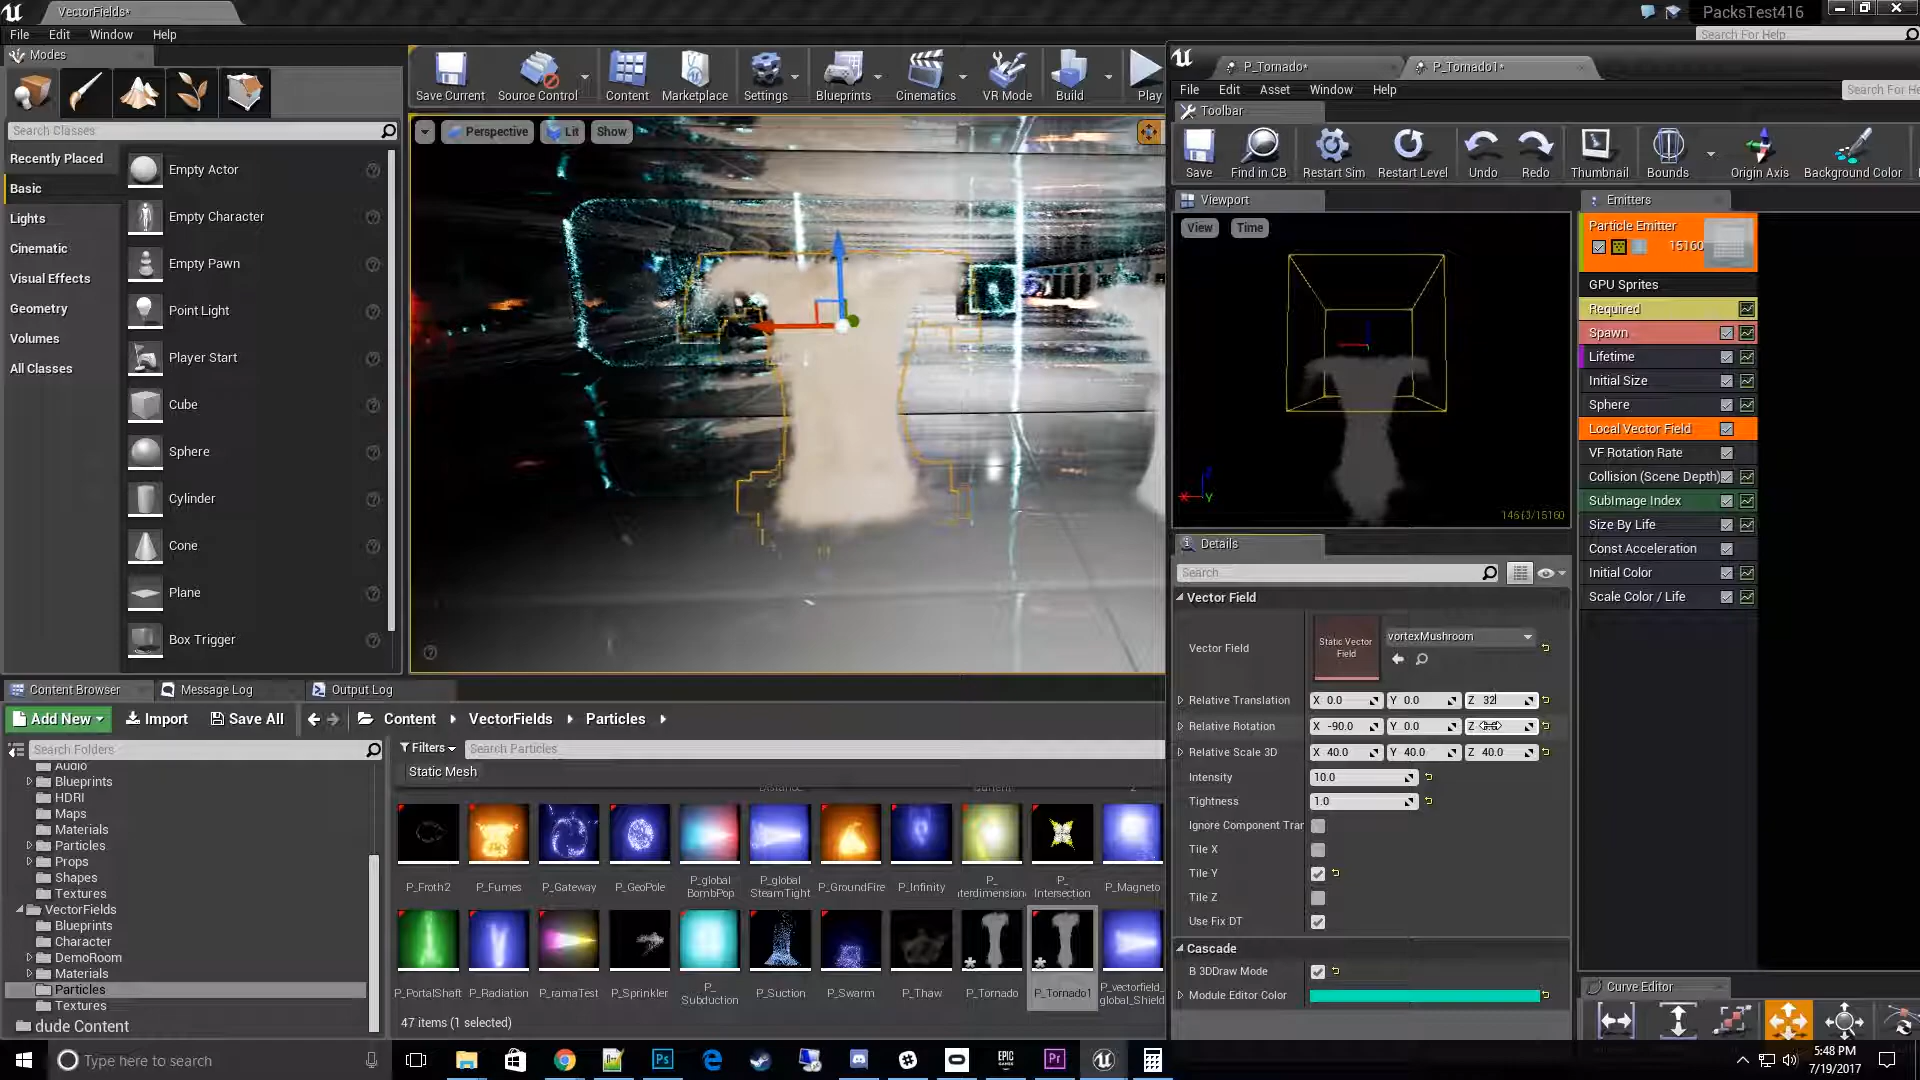 VectorFields*
PacksTest416
File Edit Window Help
Search For Help
Modes
Save Current
Source Control
Content
Marketplace
Settings
Blueprints
Cinematics
VR Mode
Build
Play
Search Classes
Recently Placed
Basic
Lights
Cinematic
Visual Effects
Geometry
Volumes
All Classes
Empty Actor
Empty Character
Empty Pawn
Point Light
Player Start
Cube
Sphere
Cylinder
Cone
Plane
Box Trigger
Perspective
Lit
Show
P_Tornado*
P_Tornado1*
File Edit Asset Window Help
Search For He
Toolbar
Save
Find in CB
Restart Sim
Restart Level
Undo
Redo
Thumbnail
Bounds
Origin Axis
Background Color
Viewport
View
Time
X
Z
Y
Emitters
Particle Emitter
15160
GPU Sprites
Required
Spawn
Lifetime
Initial Size
Sphere
Local Vector Field
VF Rotation Rate
Collision (Scene Depth)
SubImage Index
Size By Life
Const Acceleration
Initial Color
Scale Color / Life
Details
Search
Vector Field
Vector Field
Static Vector
Field
vortexMushroom
Relative Translation X 0.0 Y 0.0 Z 32
Relative Rotation X -90.0 Y 0.0 Z
Relative Scale 3D X 40.0 Y 40.0 Z 40.0
Intensity 10.0
Tightness 1.0
Ignore Component Tran
Tile X
Tile Y
Tile Z
Use Fix DT
Cascade
B 3DDraw Mode
Module Editor Color
Curve Editor
Content Browser
Message Log
Output Log
Add New
Import
Save All
Content
VectorFields
Particles
Search Folders
Filters
Search Particles
Static Mesh
Audio
Blueprints
HDRI
Maps
Materials
Particles
Props
Shapes
Textures
VectorFields
Blueprints
Character
DemoRoom
Materials
Particles
Textures
dude Content
P_Froth2
P_Fumes
P_Gateway
P_GeoPole
P_global
BombPop
P_global
SteamTight
P_GroundFire
P_Infinity
P_
nterdimension
P_
Intersection
P_Magneto
P_PortalShaft
P_Radiation
P_ramaTest
P_Sprinkler
P_
Subduction
P_Suction
P_Swarm
P_Thaw
P_Tornado
P_Tornado1
P_vectorfield_
global_Shield
47 items (1 selected)
Type here to search
5:48 PM
7/19/2017